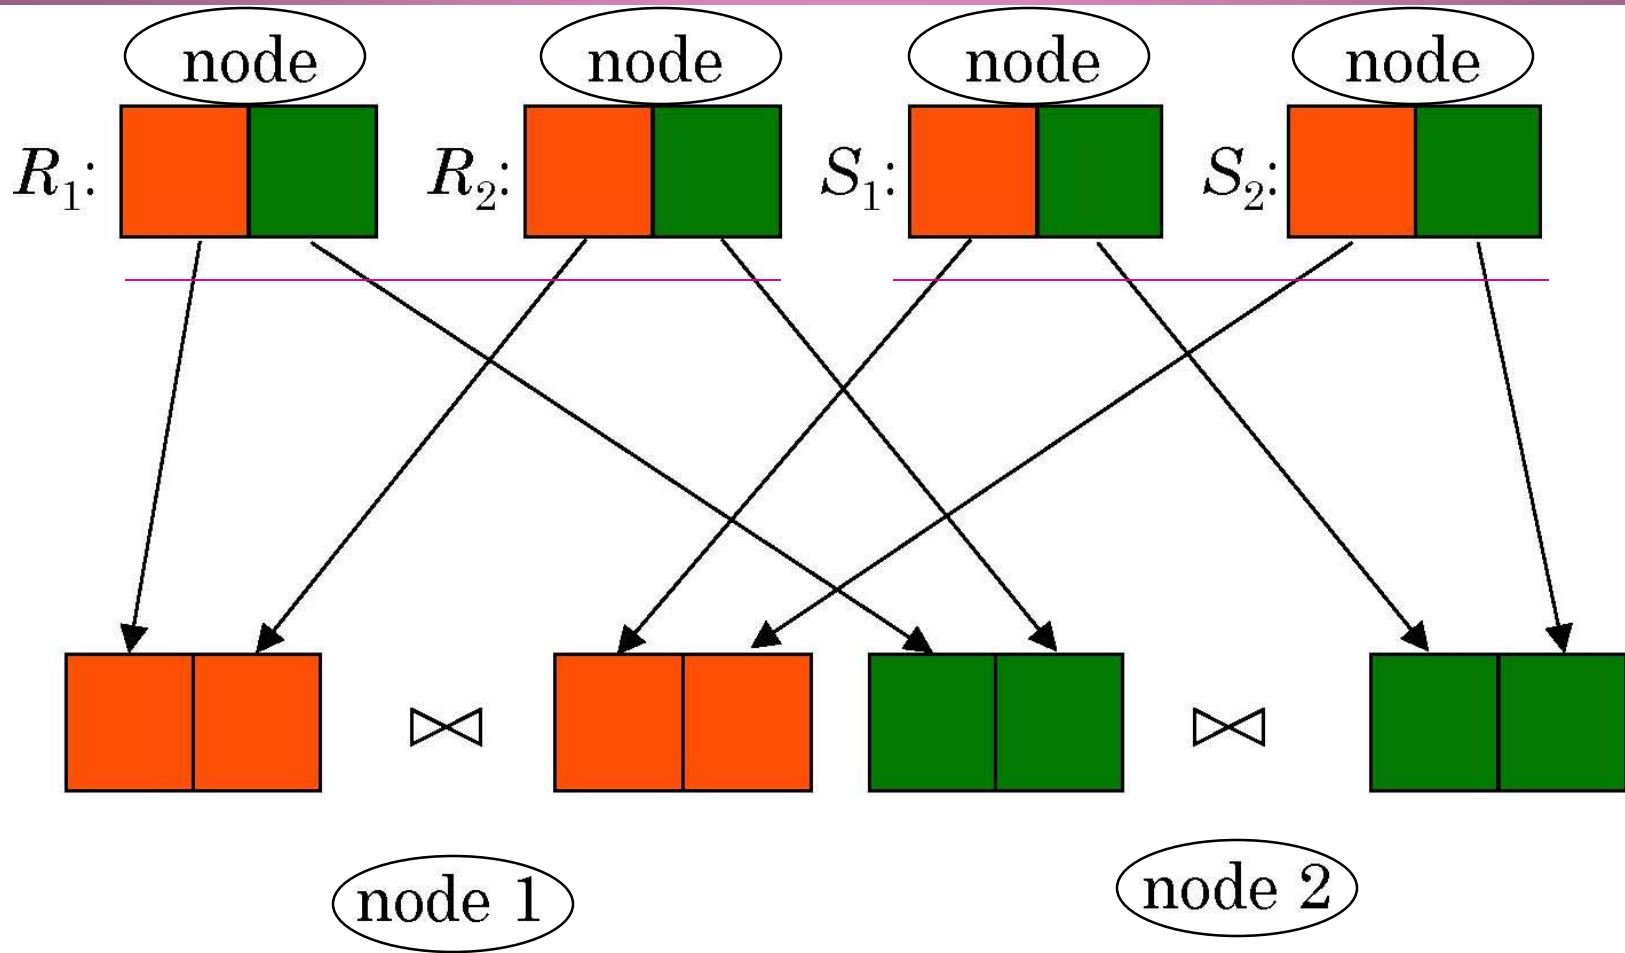 node node node node
R₁: R₂: S₁: S₂:
⋈ ⋈
node 1 node 2